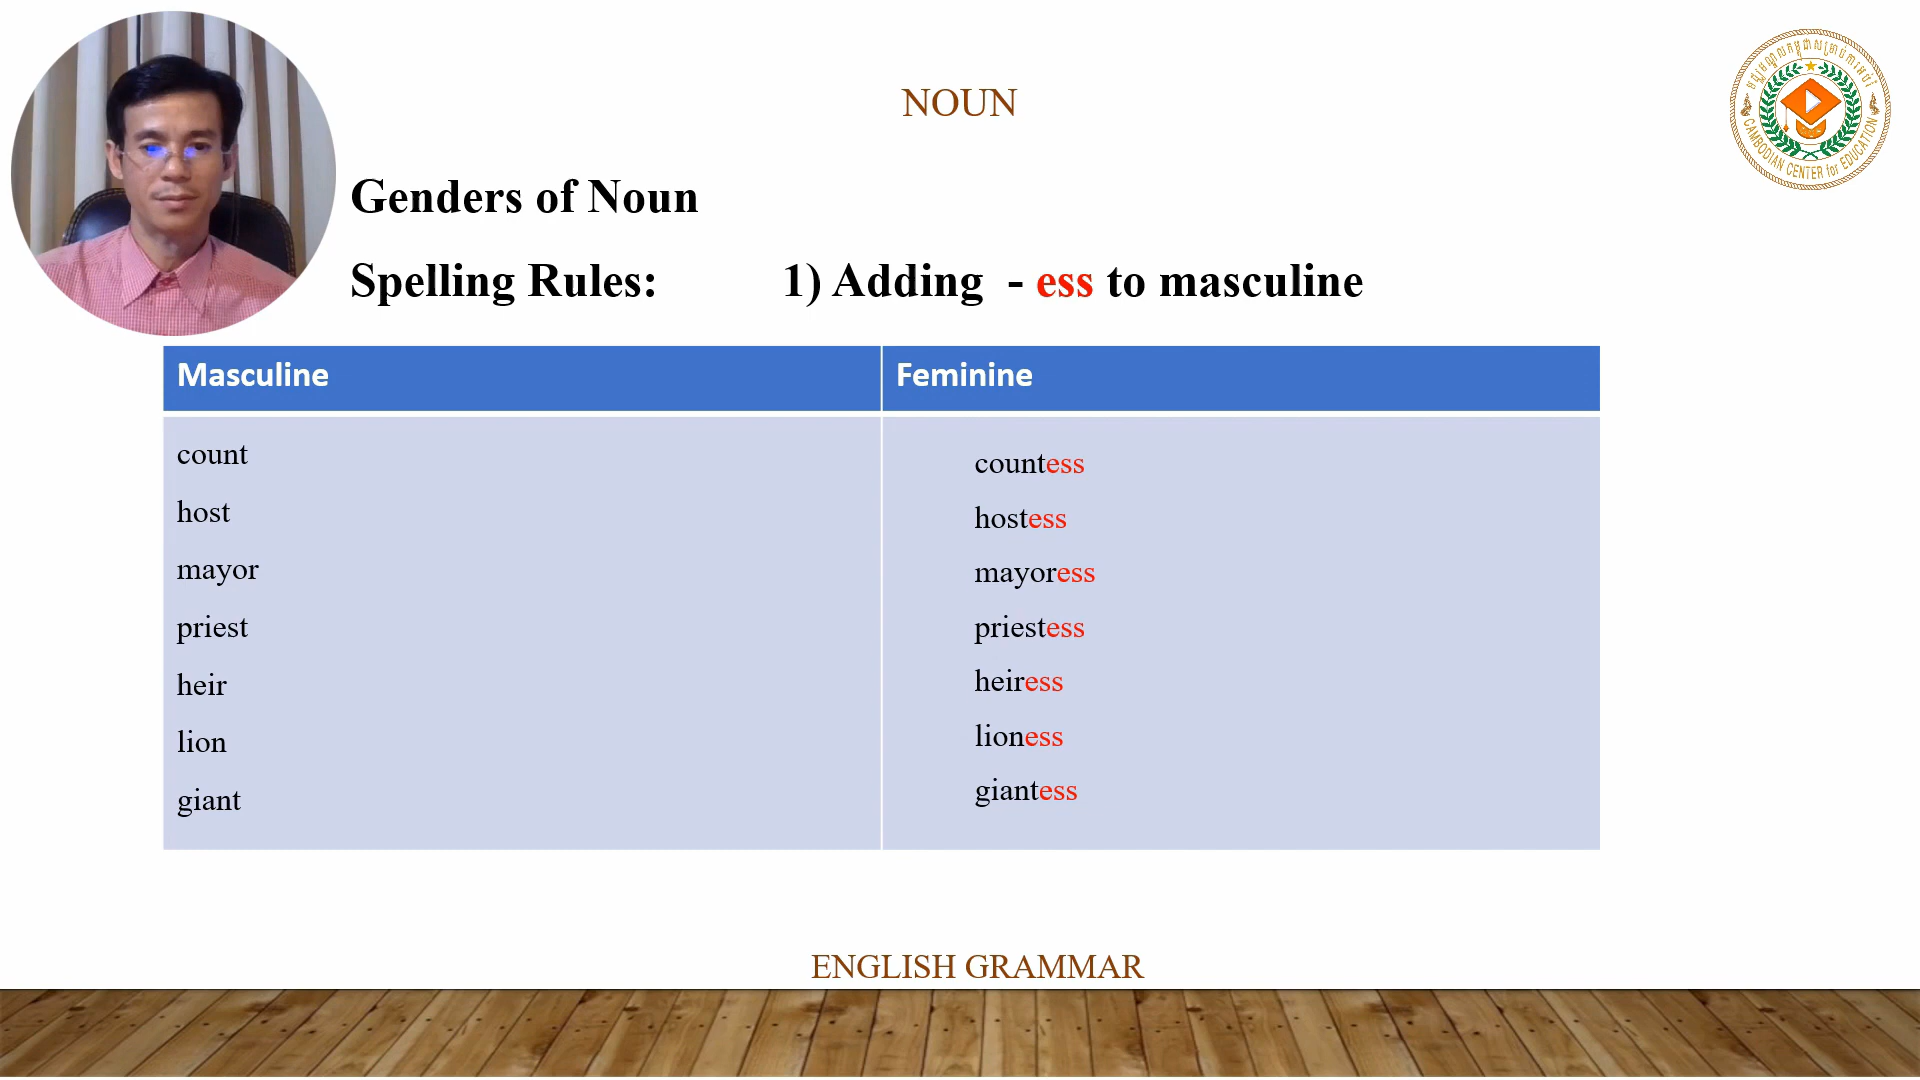 NOUN
CAMBODIAN CENTER for EDUCATION
Genders of Noun
Spelling Rules: 1) Adding - ess to masculine
Masculine Feminine
count countess
host hostess
mayor mayoress
priest priestess
heir heiress
lion lioness
giant giantess
ENGLISH GRAMMAR